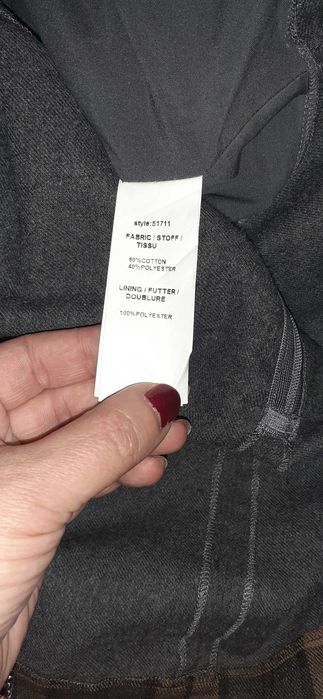 style:51711
FABRIC / STOFF /
TISSU
60%COTTON
40%POLYESTER
LINING / FUTTER /
DOUBLURE
100%POLYESTER